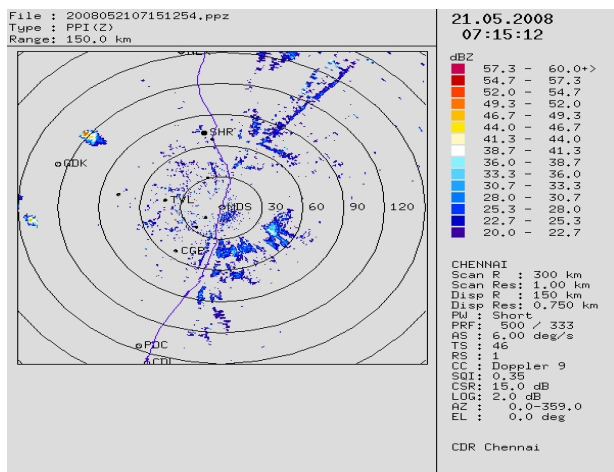 File : 2008052107151254.ppz
Type : PPI(Z)
Range: 150.0 km
SHR
GDK
TVL
MDS 30 60 90 120
CGP
PDC
CDL
21.05.2008
07:15:12
dBZ
57.3 - 60.0+>
54.7 - 57.3
52.0 - 54.7
49.3 - 52.0
46.7 - 49.3
44.0 - 46.7
41.3 - 44.0
38.7 - 41.3
36.0 - 38.7
33.3 - 36.0
30.7 - 33.3
28.0 - 30.7
25.3 - 28.0
22.7 - 25.3
20.0 - 22.7
CHENNAI
Scan R : 300 km
Scan Res: 1.00 km
Disp R : 150 km
Disp Res: 0.750 km
PW : Short
PRF: 500 / 333
AS : 6.00 deg/s
TS : 46
RS : 1
CC : Doppler 9
SQI: 0.35
CSR: 15.0 dB
LOG: 2.0 dB
AZ : 0.0-359.0
EL : 0.0 deg
CDR Chennai